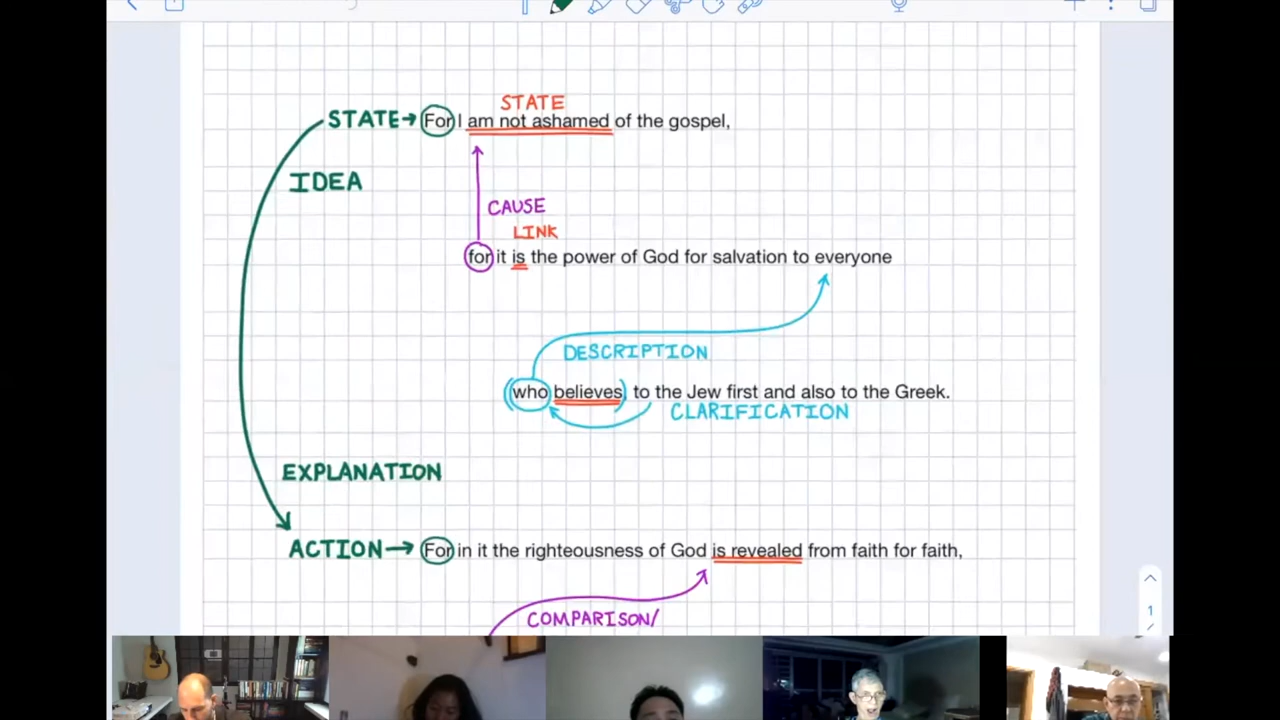 STATE
STATE→ For I am not ashamed of the gospel,
IDEA
CAUSE
LINK
for it is the power of God for salvation to everyone
DESCRIPTION
(who believes) to the Jew first and also to the Greek.
CLARIFICATION
EXPLANATION
ACTION→ For in it the righteousness of God is revealed from faith for faith,
1
COMPARISON/